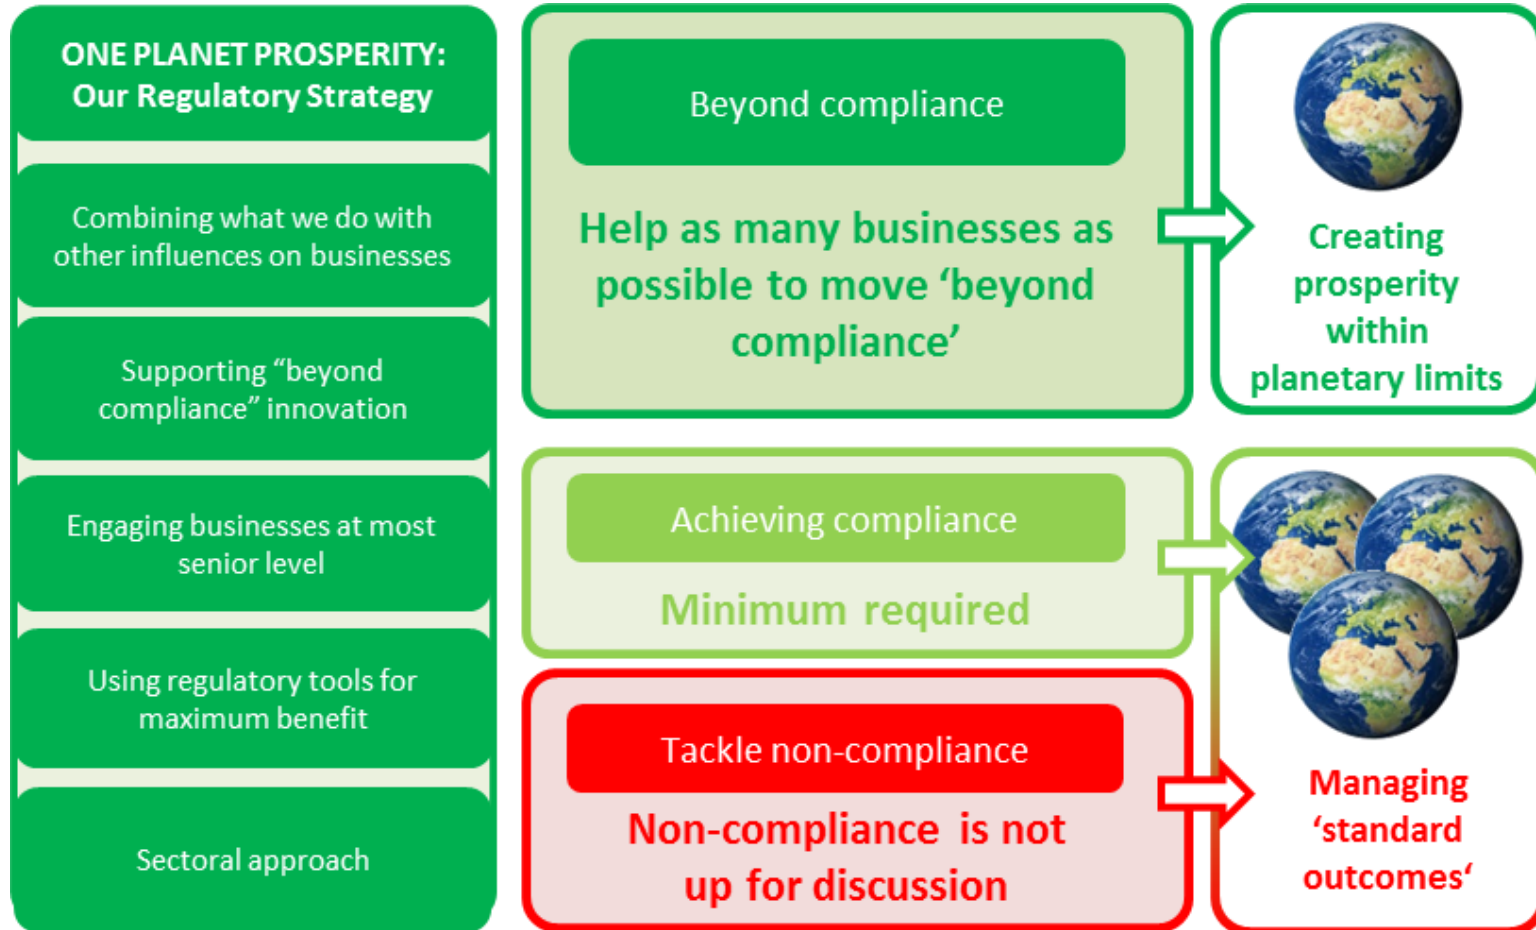 ONE PLANET PROSPERITY:
Our Regulatory Strategy
Combining what we do with
other influences on businesses
Supporting “beyond
compliance” innovation
Engaging businesses at most
senior level
Using regulatory tools for
maximum benefit
Sectoral approach
Beyond compliance
Help as many businesses as
possible to move ‘beyond
compliance’
Creating
prosperity
within
planetary limits
Achieving compliance
Minimum required
Tackle non-compliance
Non-compliance is not
up for discussion
Managing
‘standard
outcomes‘